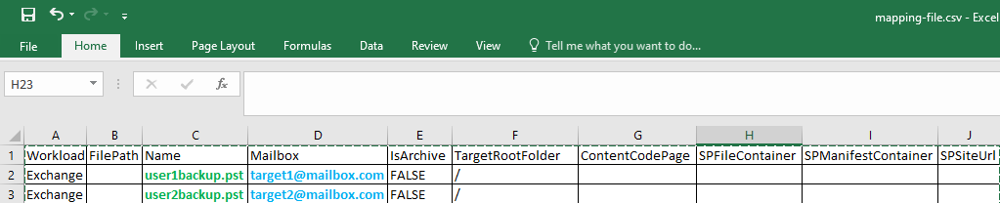 mapping-file.csv - Excel
File Home Insert Page Layout Formulas Data Review View Tell me what you want to do...
H23 fx
A B C D E F G H I J
1 Workload FilePath Name Mailbox IsArchive TargetRootFolder ContentCodePage SPFileContainer SPManifestContainer SPSiteUrl
2 Exchange user1backup.pst target1@mailbox.com FALSE /
3 Exchange user2backup.pst target2@mailbox.com FALSE /